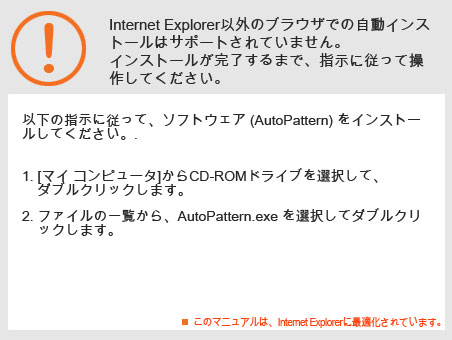 Internet Explorer以外のブラウザでの自動インス
トールはサポートされていません。
インストールが完了するまで、指示に従って操
作してください。
以下の指示に従って、ソフトウェア (AutoPattern) をインストー
ルしてください。.
1. [マイ コンピュータ]からCD-ROMドライブを選択して、
ダブルクリックします。
2. ファイルの一覧から、AutoPattern.exe を選択してダブルクリ
ックします。
■ このマニュアルは、Internet Explorerに最適化されています。